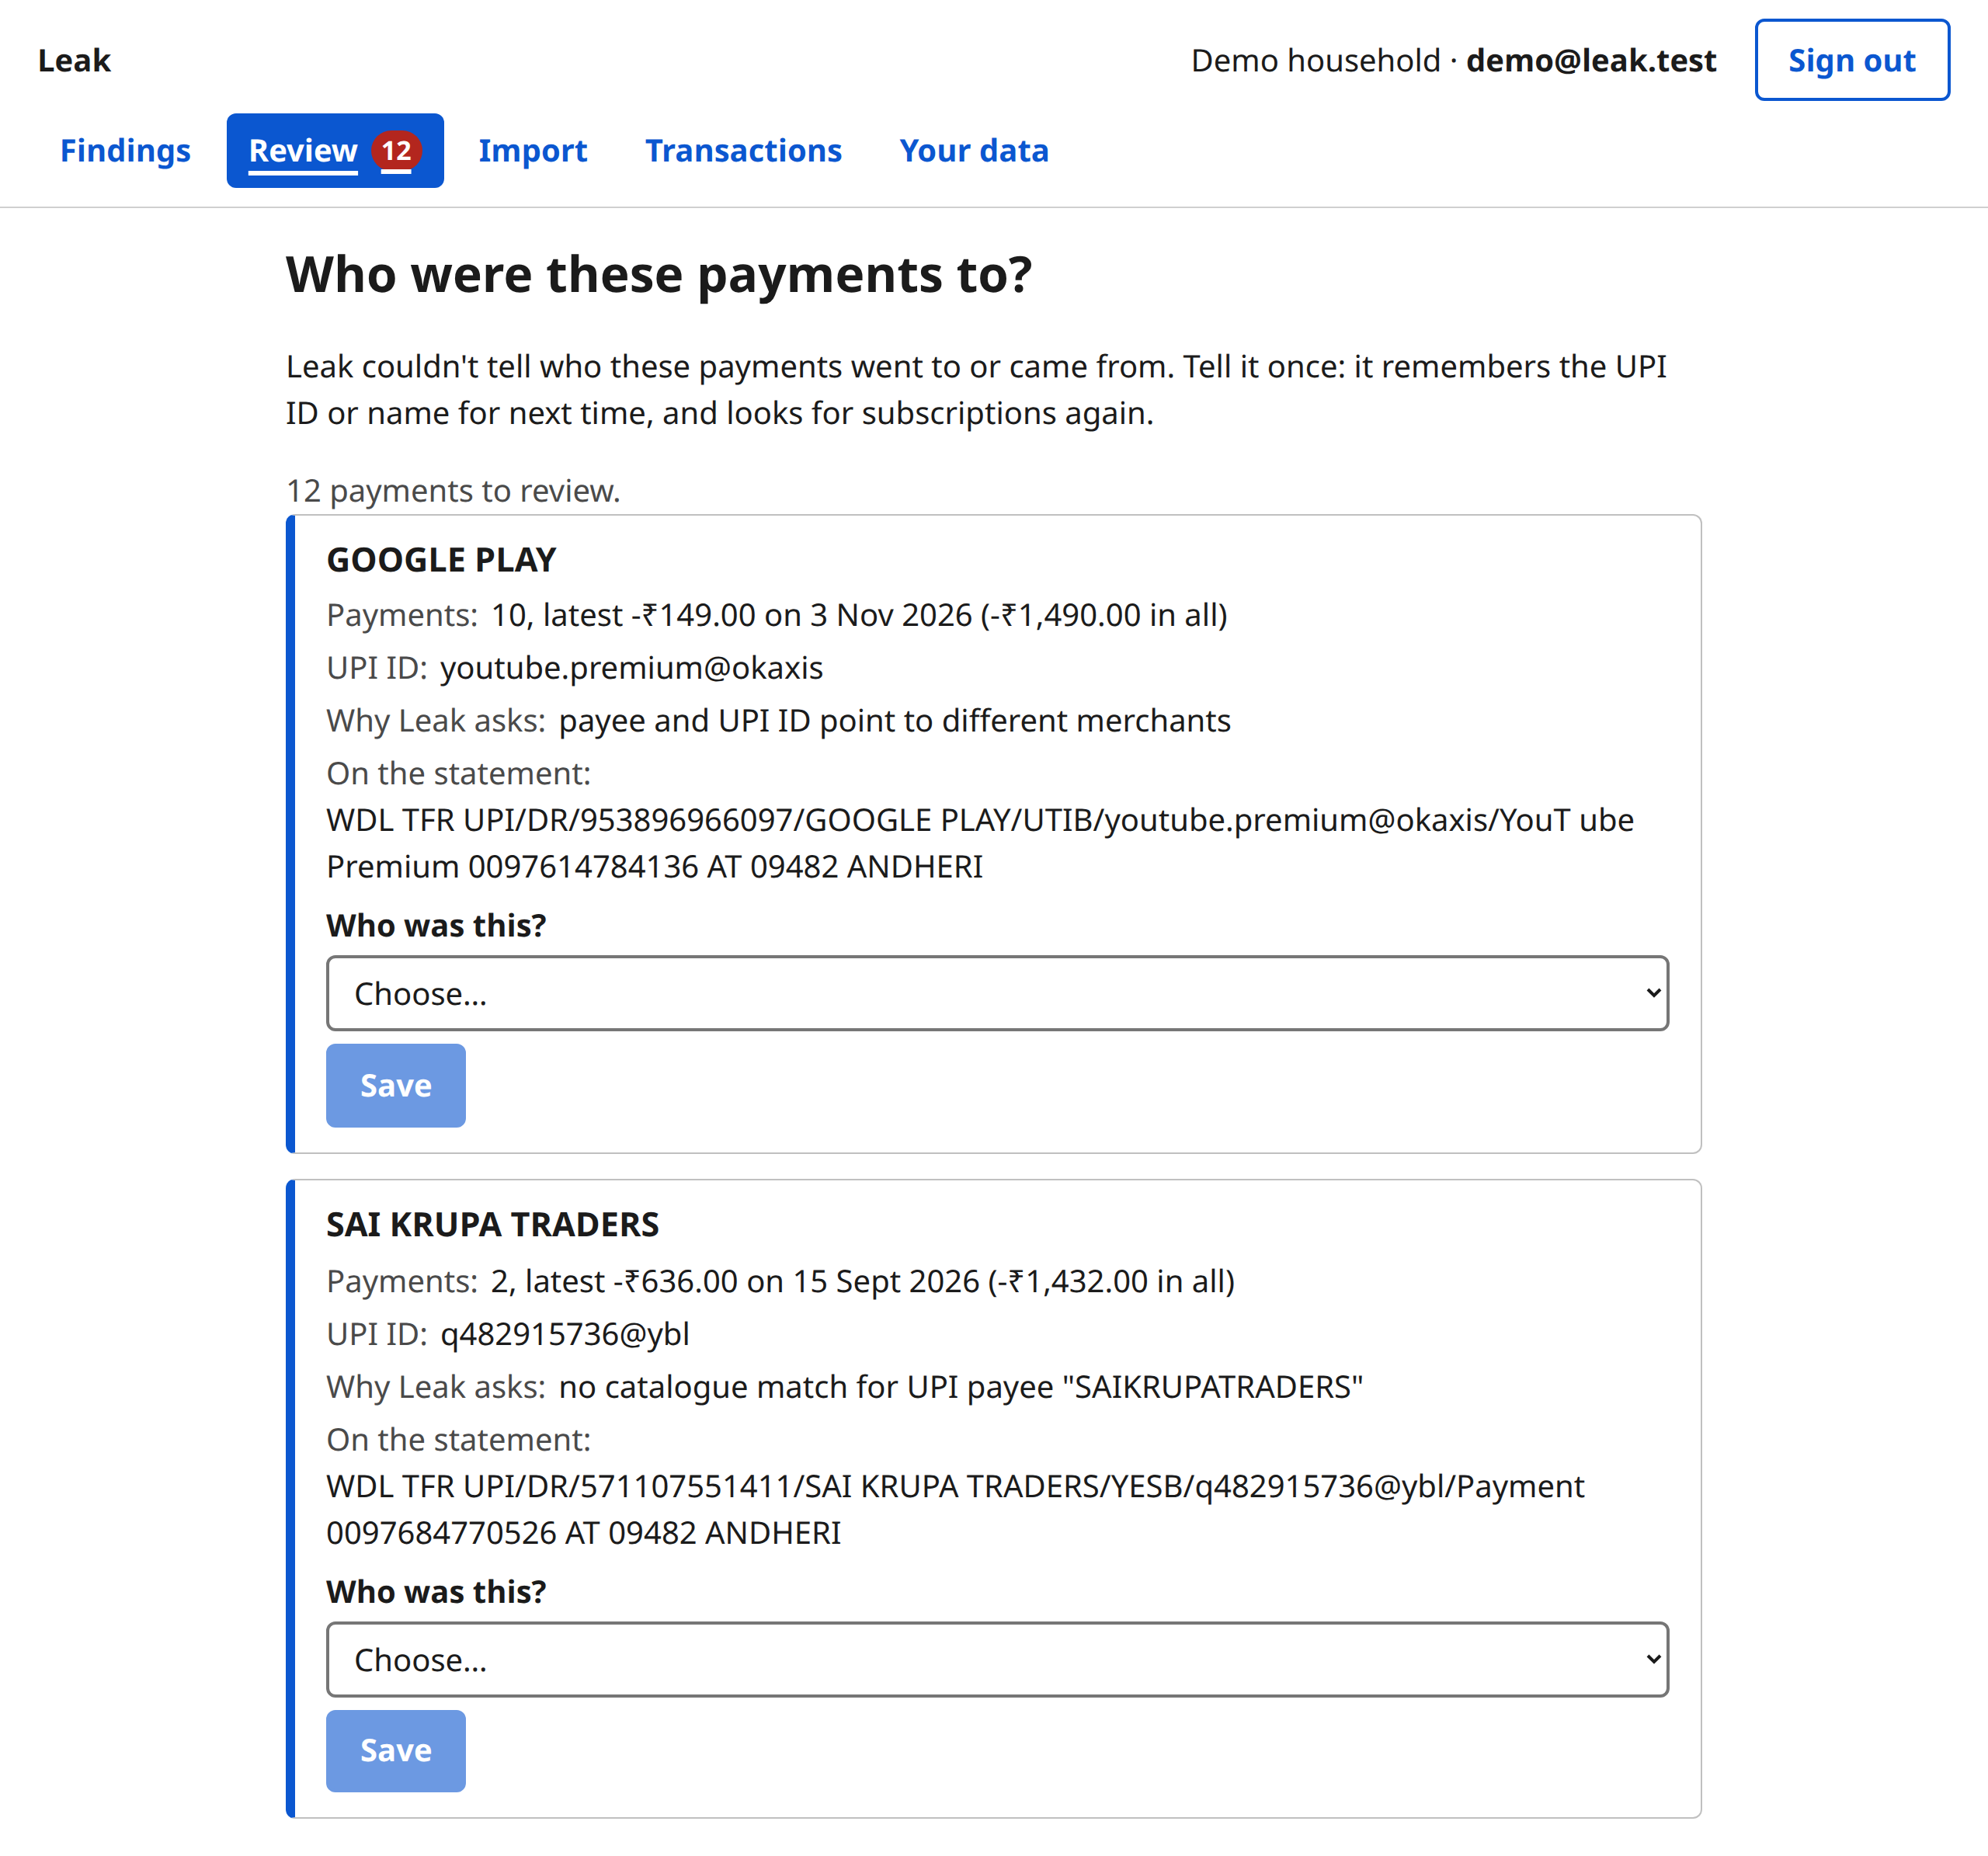 Leak
Demo household · demo@leak.test
Sign out
Findings
Review 12
Import
Transactions
Your data
Who were these payments to?
Leak couldn't tell who these payments went to or came from. Tell it once: it remembers the UPI
ID or name for next time, and looks for subscriptions again.
12 payments to review.
GOOGLE PLAY
Payments: 10, latest -₹149.00 on 3 Nov 2026 (-₹1,490.00 in all)
UPI ID: youtube.premium@okaxis
Why Leak asks: payee and UPI ID point to different merchants
On the statement:
WDL TFR UPI/DR/953896966097/GOOGLE PLAY/UTIB/youtube.premium@okaxis/YouT ube
Premium 0097614784136 AT 09482 ANDHERI
Who was this?
Choose...
Save
SAI KRUPA TRADERS
Payments: 2, latest -₹636.00 on 15 Sept 2026 (-₹1,432.00 in all)
UPI ID: q482915736@ybl
Why Leak asks: no catalogue match for UPI payee "SAIKRUPATRADERS"
On the statement:
WDL TFR UPI/DR/571107551411/SAI KRUPA TRADERS/YESB/q482915736@ybl/Payment
0097684770526 AT 09482 ANDHERI
Who was this?
Choose...
Save